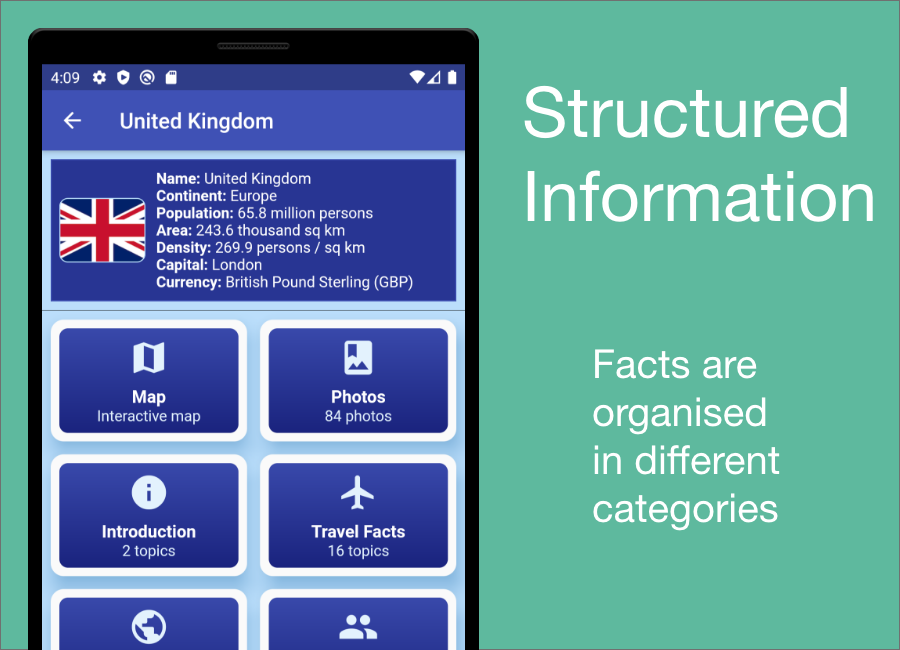 4:09
United Kingdom
Name: United Kingdom
Continent: Europe
Population: 65.8 million persons
Area: 243.6 thousand sq km
Density: 269.9 persons / sq km
Capital: London
Currency: British Pound Sterling (GBP)
Map
Interactive map
Photos
84 photos
Introduction
2 topics
Travel Facts
16 topics
Structured
Information
Facts are
organised
in different
categories